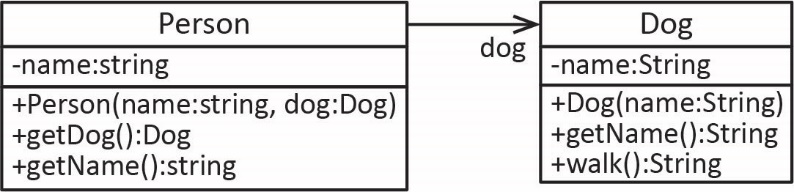 Person
-name:string
+Person(name:string, dog:Dog)
+getDog():Dog
+getName():string
dog
Dog
-name:String
+Dog(name:String)
+getName():String
+walk():String